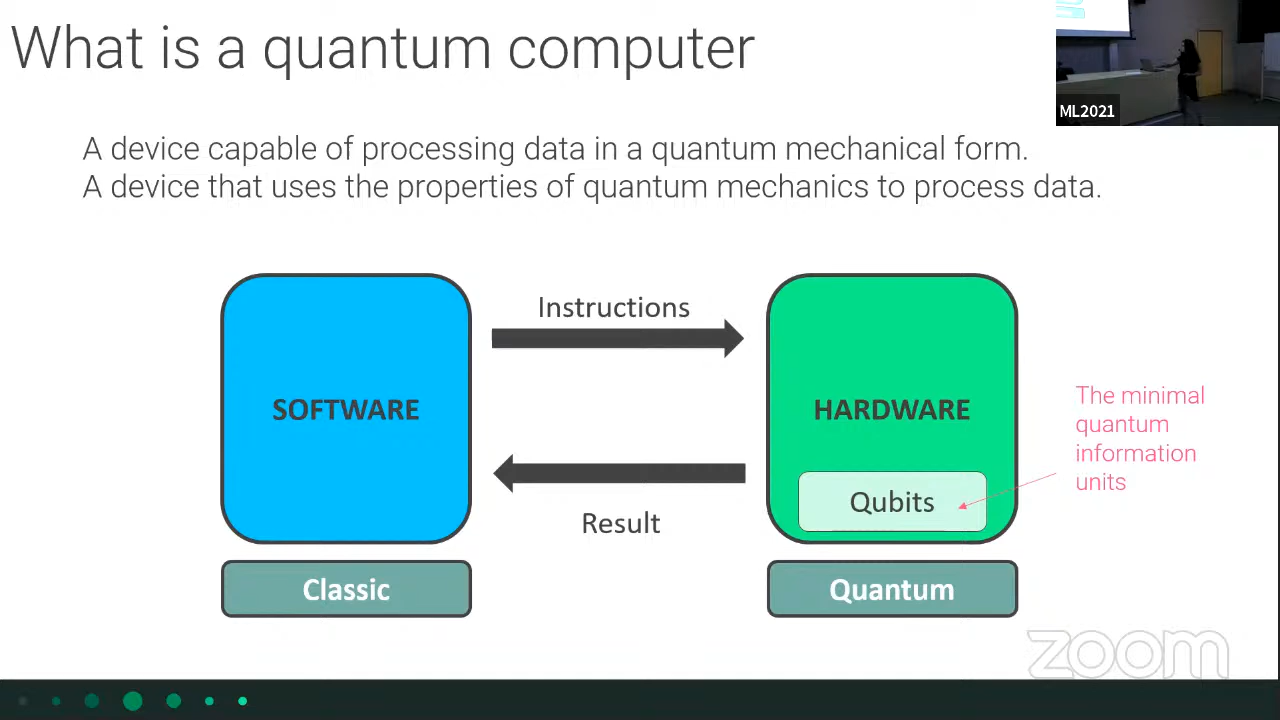 What is a quantum computer
ML2021
A device capable of processing data in a quantum mechanical form.
A device that uses the properties of quantum mechanics to process data.
Instructions
SOFTWARE
HARDWARE
The minimal
quantum
information
units
Qubits
Result
Classic
Quantum
zoom